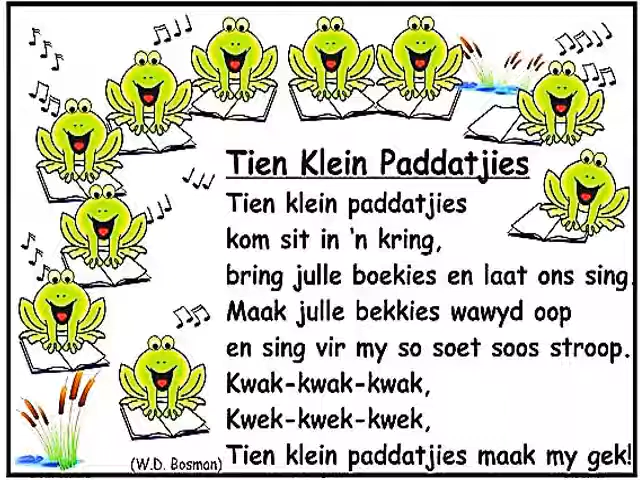 Tien Klein Paddatjies
Tien klein paddatjies
kom sit in 'n kring,
bring julle boekies en laat ons sing.
Maak julle bekkies wawyd oop
en sing vir my so soet soos stroop.
Kwak-kwak-kwak,
Kwek-kwek-kwek,
Tien klein paddatjies maak my gek!
(W.D. Bosman)